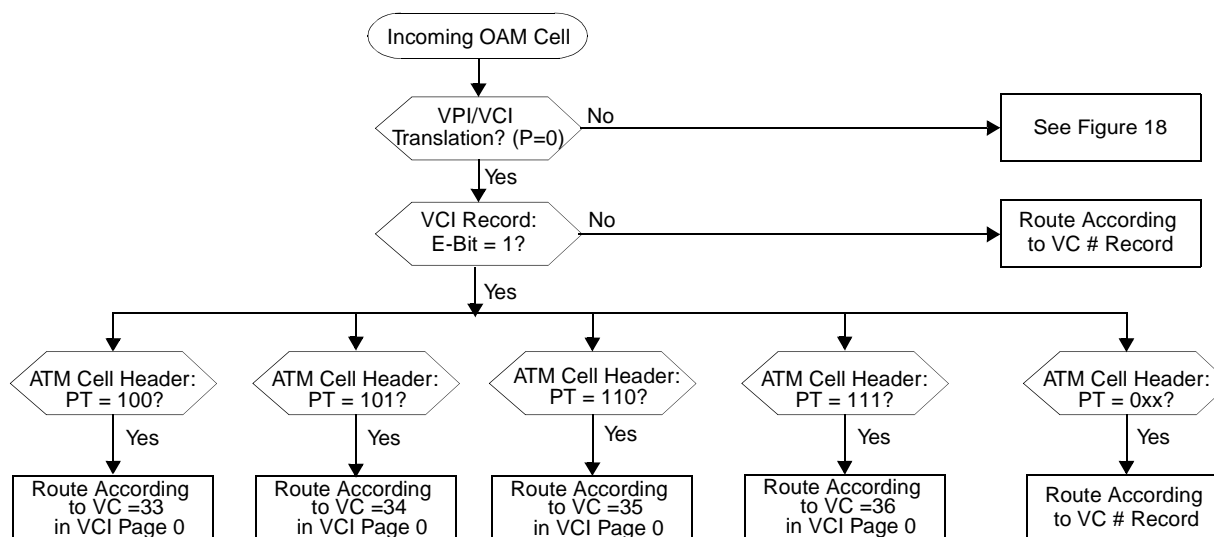 Incoming OAM Cell
VPI/VCI
Translation? (P=0)
No
See Figure 18
Yes
VCI Record:
E-Bit = 1?
No
Route According
to VC # Record
Yes
ATM Cell Header:
PT = 100?
ATM Cell Header:
PT = 101?
ATM Cell Header:
PT = 110?
ATM Cell Header:
PT = 111?
ATM Cell Header:
PT = 0xx?
Yes
Yes
Yes
Yes
Yes
Route According
to VC =33
in VCI Page 0
Route According
to VC =34
in VCI Page 0
Route According
to VC =35
in VCI Page 0
Route According
to VC =36
in VCI Page 0
Route According
to VC # Record